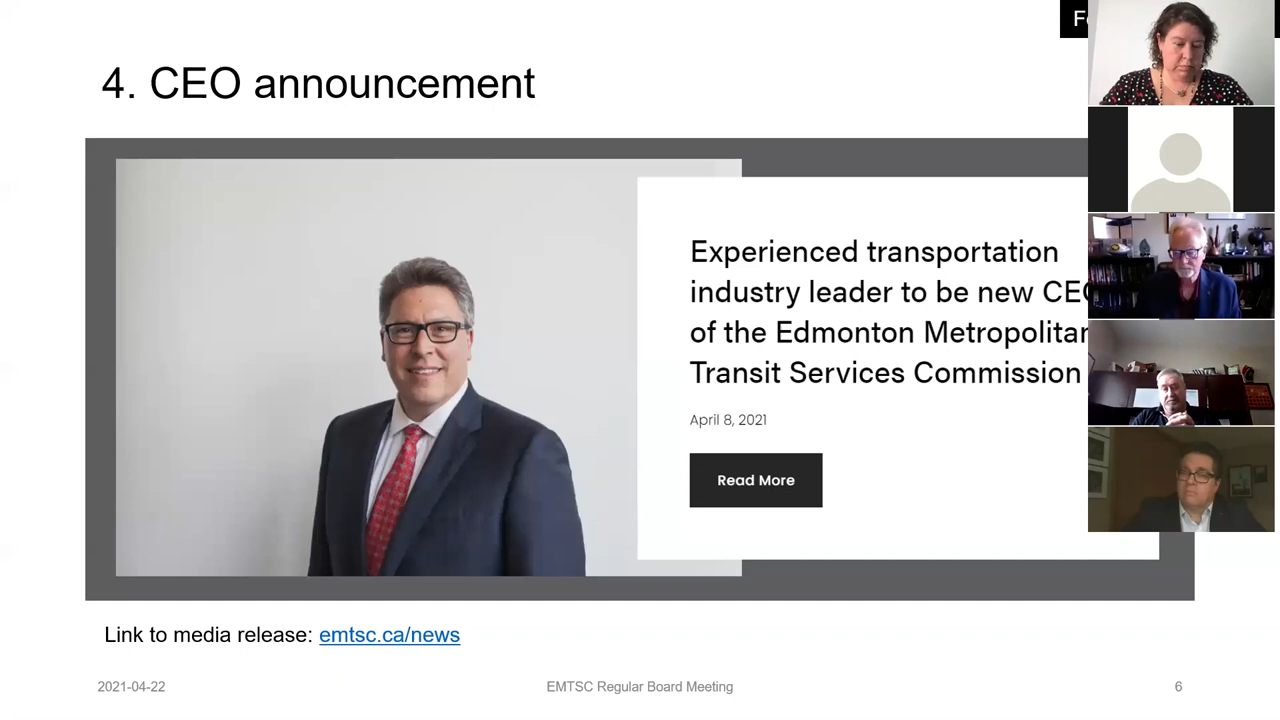 4. CEO announcement
Experienced transportation
industry leader to be new
of the Edmonton Metropolitan
Transit Services Commission
April 8, 2021
Read More
Link to media release: emtsc.ca/news
2021-04-22
EMTSC Regular Board Meeting
6